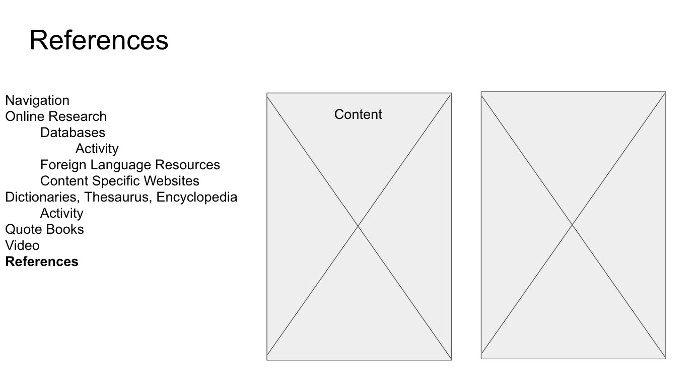 References
Navigation
Online Research
Databases
Activity
Foreign Language Resources
Content Specific Websites
Dictionaries, Thesaurus, Encyclopedia
Activity
Quote Books
Video
References
Content